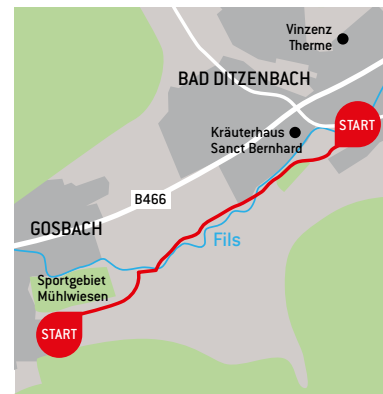 Vinzenz
Therme
BAD DITZENBACH
START
Kräuterhaus
Sanct Bernhard
B466
GOSBACH
Fils
Sportgebiet
Mühlwiesen
START